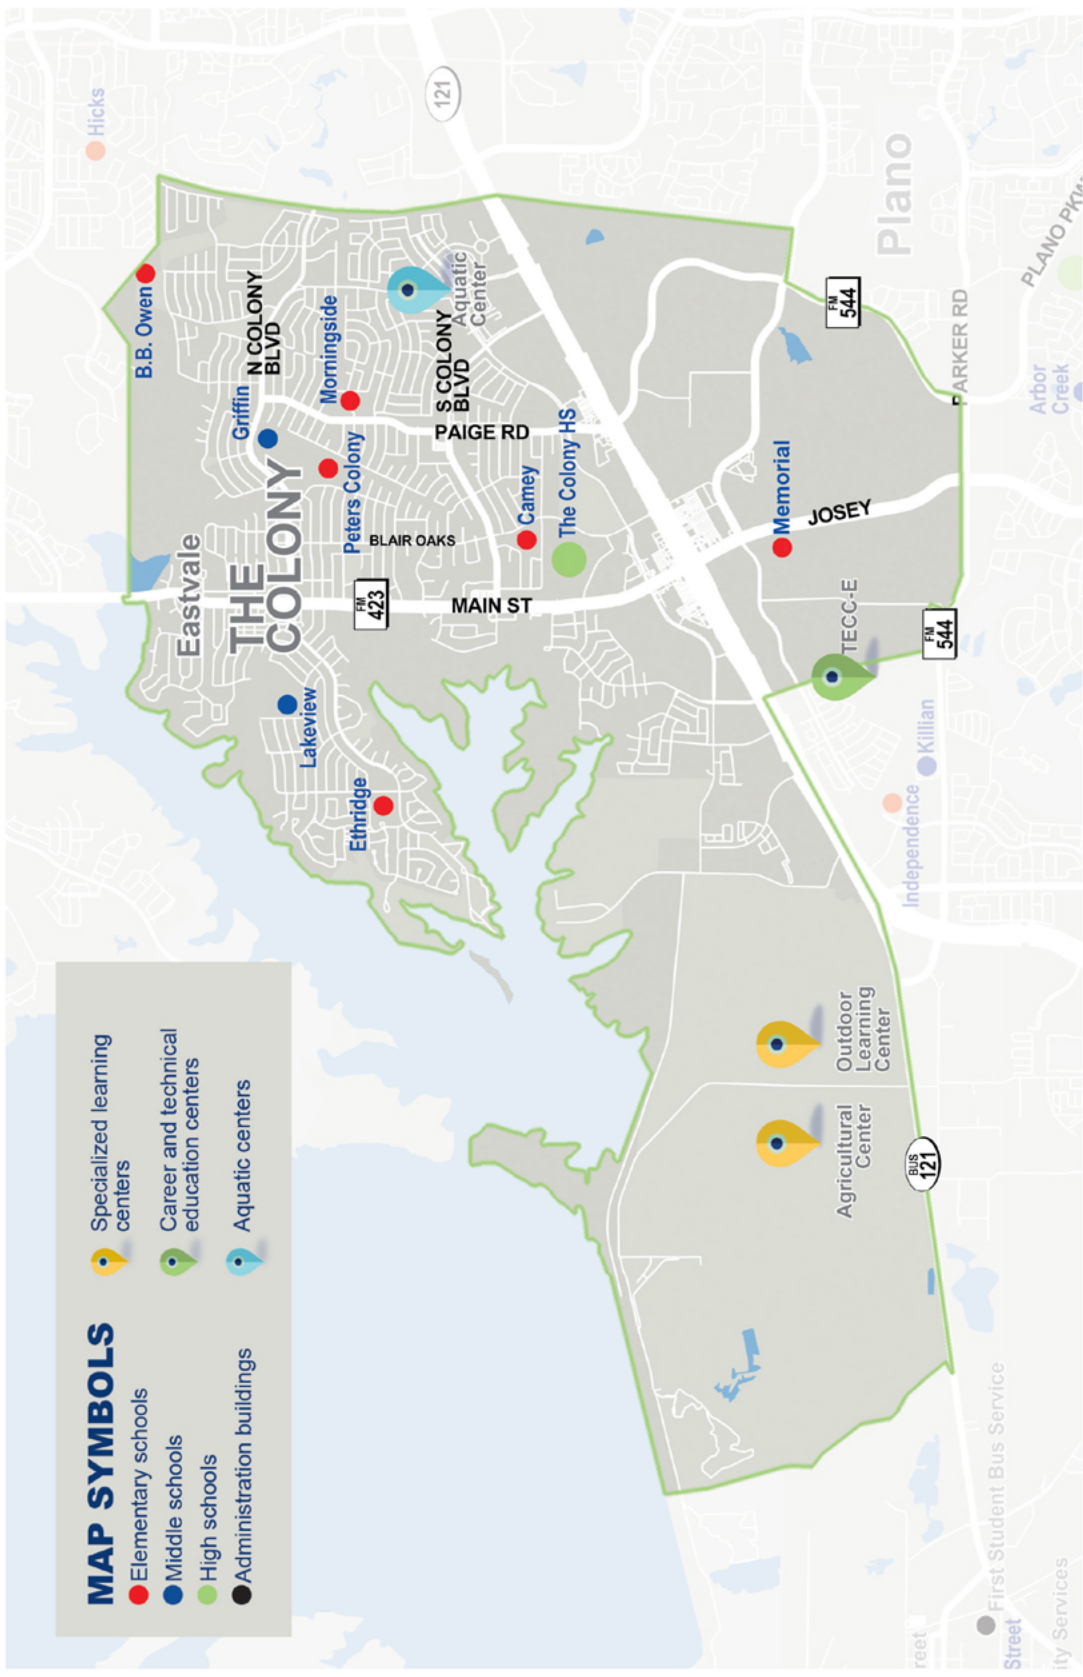 MAP SYMBOLS
Elementary schools
Middle schools
High schools
Administration buildings
Specialized learning
centers
Career and technical
education centers
Aquatic centers
Hicks
B.B. Owen
N COLONY
BLVD
Griffin
Morningside
Peters Colony
Eastvale
THE
COLONY
Lakeview
Ethridge
FM
423
BLAIR OAKS
MAIN ST
PAIGE RD
S COLONY
BLVD
Aquatic
Center
121
Camey
The Colony HS
Memorial
JOSEY
TECC-E
FM
544
FM
544
Plano
PARKER RD
PLANO PKW
Arbor
Creek
Killian
Independence
Outdoor
Learning
Center
Agricultural
Center
BUS
121
First Student Bus Service
Street
reet
ity Services